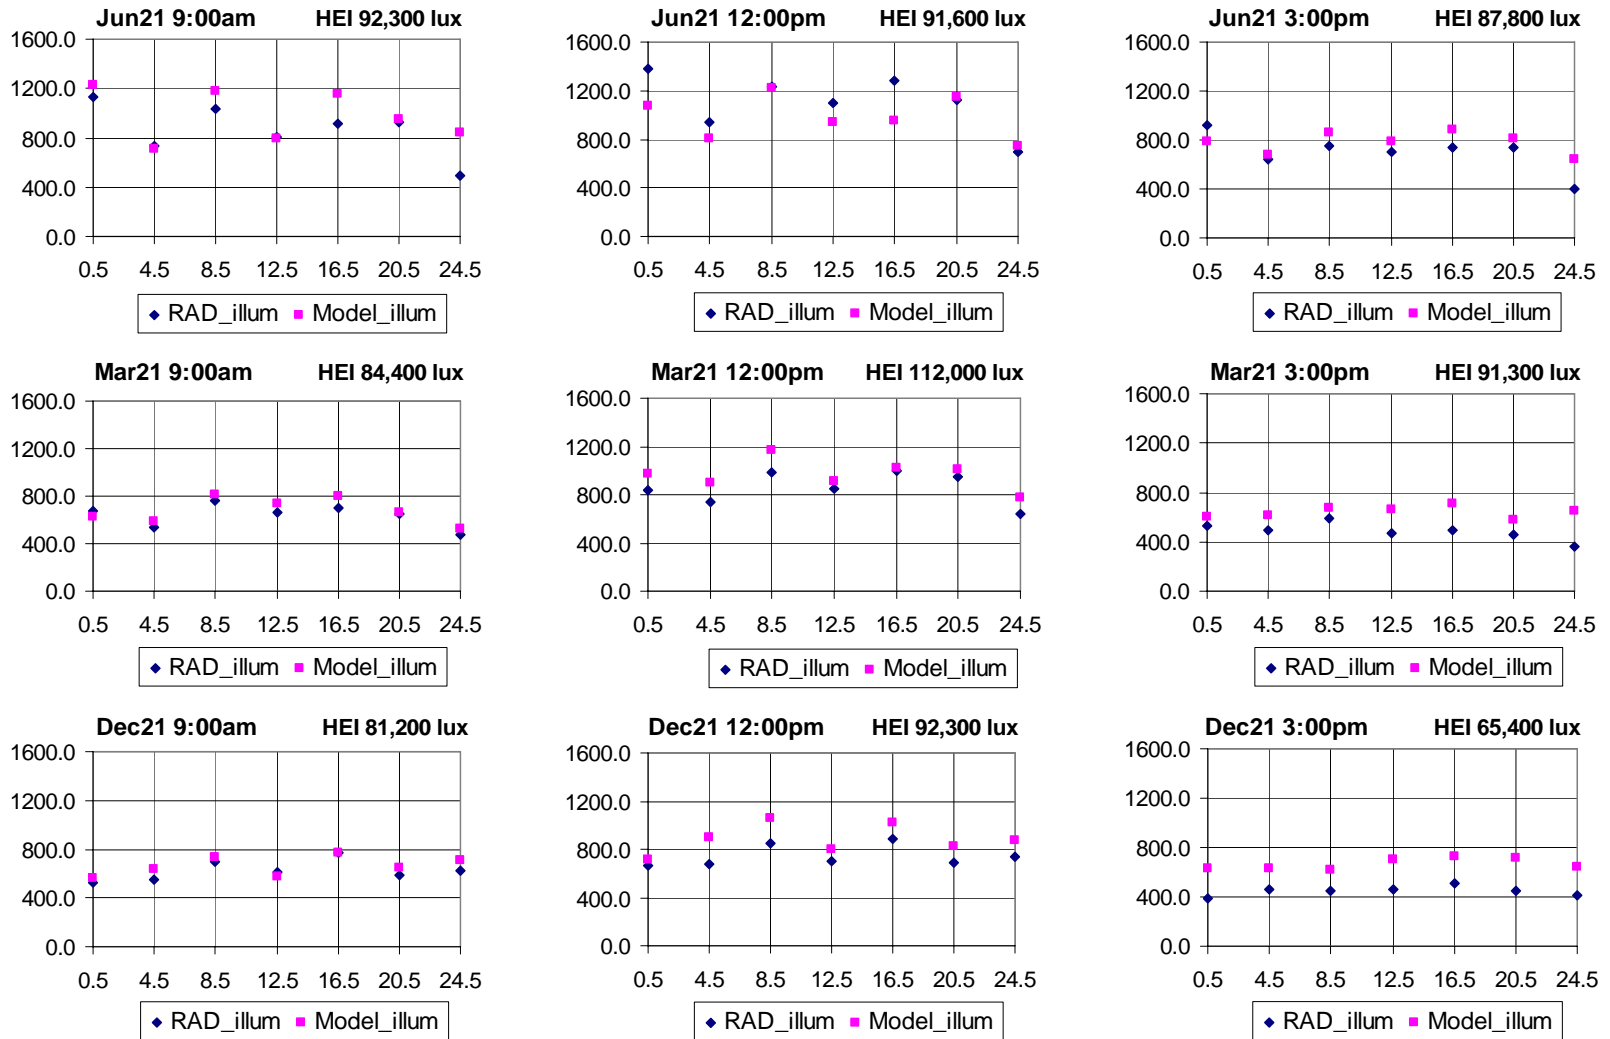 Jun21 9:00am HEI 92,300 lux
1600.0
1200.0
800.0
400.0
0.0
0.5 4.5 8.5 12.5 16.5 20.5 24.5
RAD_illum Model_illum
Jun21 12:00pm HEI 91,600 lux
1600.0
1200.0
800.0
400.0
0.0
0.5 4.5 8.5 12.5 16.5 20.5 24.5
RAD_illum Model_illum
Jun21 3:00pm HEI 87,800 lux
1600.0
1200.0
800.0
400.0
0.0
0.5 4.5 8.5 12.5 16.5 20.5 24.5
RAD_illum Model_illum
Mar21 9:00am HEI 84,400 lux
1600.0
1200.0
800.0
400.0
0.0
0.5 4.5 8.5 12.5 16.5 20.5 24.5
RAD_illum Model_illum
Mar21 12:00pm HEI 112,000 lux
1600.0
1200.0
800.0
400.0
0.0
0.5 4.5 8.5 12.5 16.5 20.5 24.5
RAD_illum Model_illum
Mar21 3:00pm HEI 91,300 lux
1600.0
1200.0
800.0
400.0
0.0
0.5 4.5 8.5 12.5 16.5 20.5 24.5
RAD_illum Model_illum
Dec21 9:00am HEI 81,200 lux
1600.0
1200.0
800.0
400.0
0.0
0.5 4.5 8.5 12.5 16.5 20.5 24.5
RAD_illum Model_illum
Dec21 12:00pm HEI 92,300 lux
1600.0
1200.0
800.0
400.0
0.0
0.5 4.5 8.5 12.5 16.5 20.5 24.5
RAD_illum Model_illum
Dec21 3:00pm HEI 65,400 lux
1600.0
1200.0
800.0
400.0
0.0
0.5 4.5 8.5 12.5 16.5 20.5 24.5
RAD_illum Model_illum